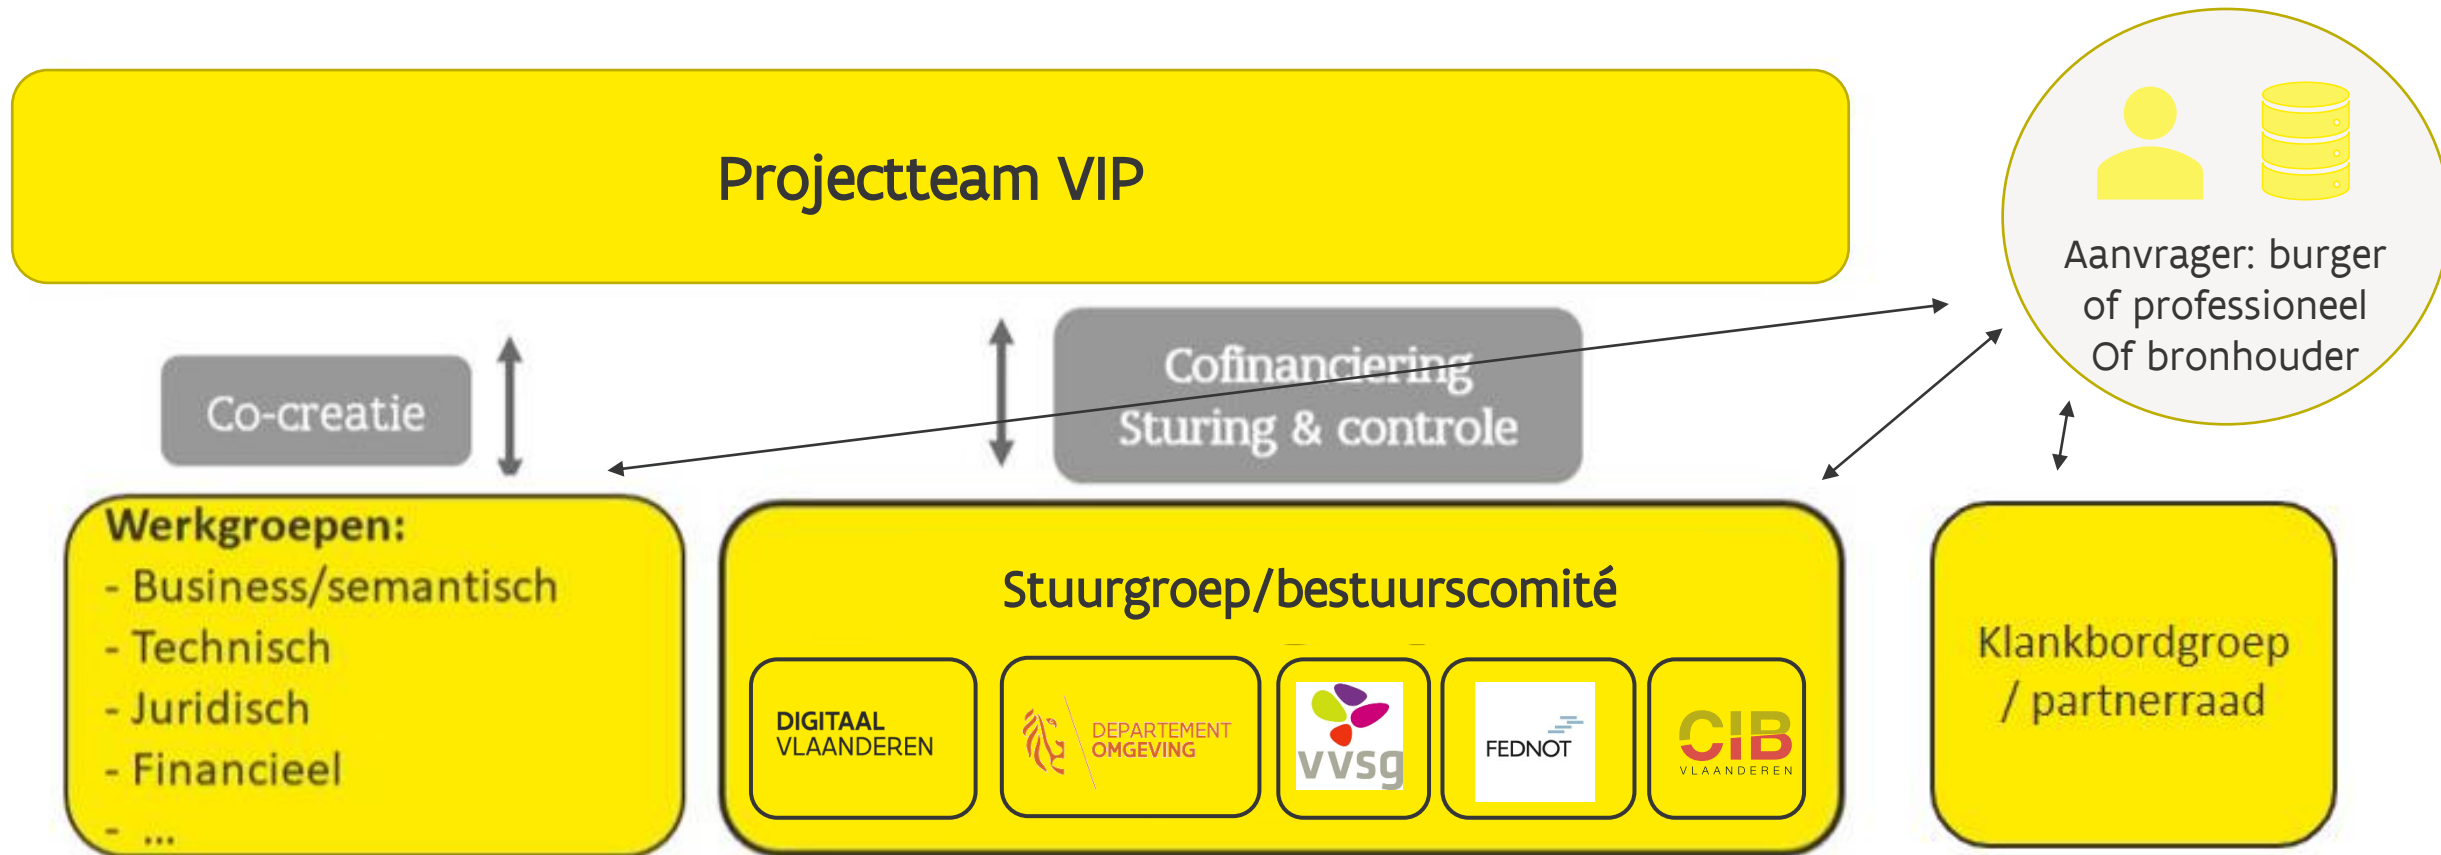 Projectteam VIP
Aanvrager: burger
of professioneel
Of bronhouder
Co-creatie
Cofinanciering
Sturing & controle
Werkgroepen:
- Business/semantisch
- Technisch
- Juridisch
- Financieel
- ...
Stuurgroep/bestuurscomité
DIGITAAL
VLAANDEREN
DEPARTEMENT
OMGEVING
vvsg
FEDNOT
CIB
VLAANDEREN
Klankbordgroep
/ partnerraad